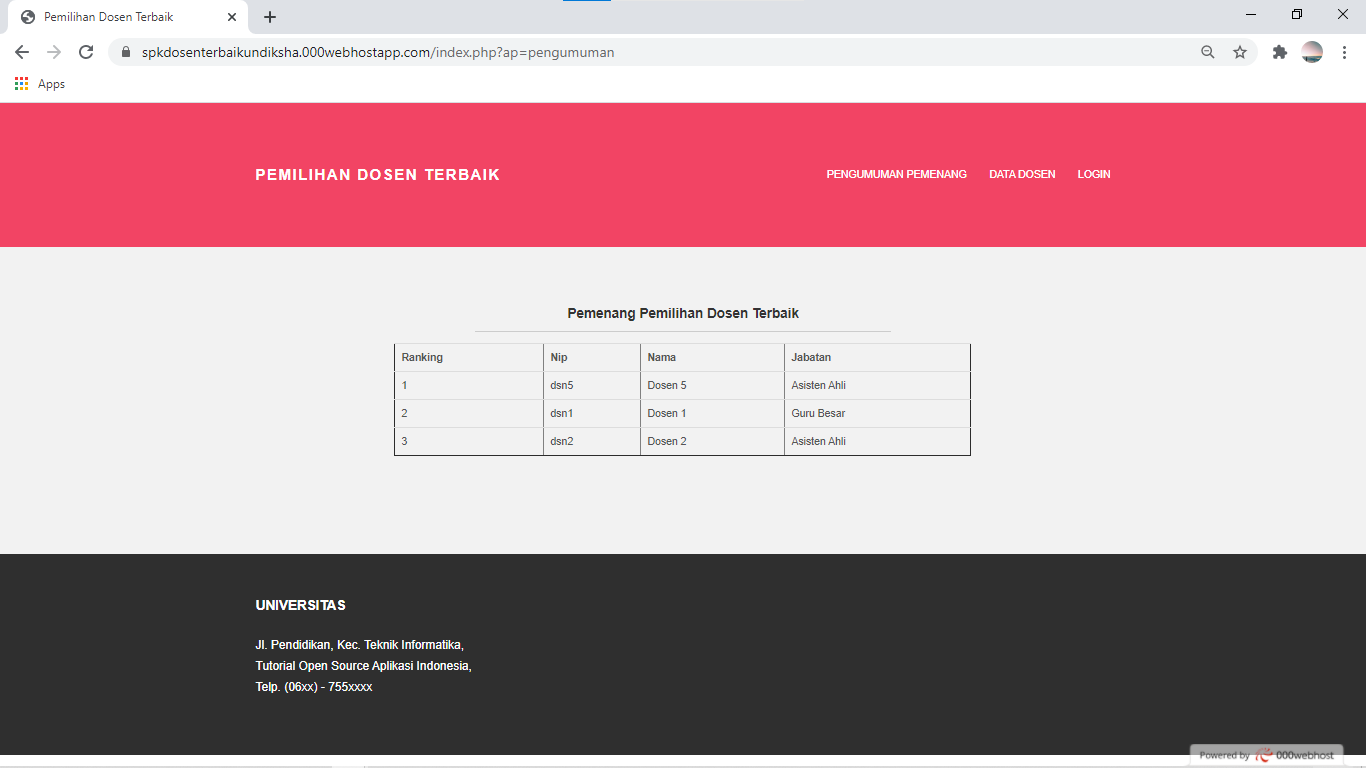 Pemilihan Dosen Terbaik
spkdosenterbaikundiksha.000webhostapp.com/index.php?ap=pengumuman
Apps
PEMILIHAN DOSEN TERBAIK
PENGUMUMAN PEMENANG DATA DOSEN LOGIN
Pemenang Pemilihan Dosen Terbaik
Ranking Nip Nama Jabatan
1 dsn5 Dosen 5 Asisten Ahli
2 dsn1 Dosen 1 Guru Besar
3 dsn2 Dosen 2 Asisten Ahli
UNIVERSITAS
Jl. Pendidikan, Kec. Teknik Informatika,
Tutorial Open Source Aplikasi Indonesia,
Telp. (06xx) - 755xxxx
Powered by 000webhost